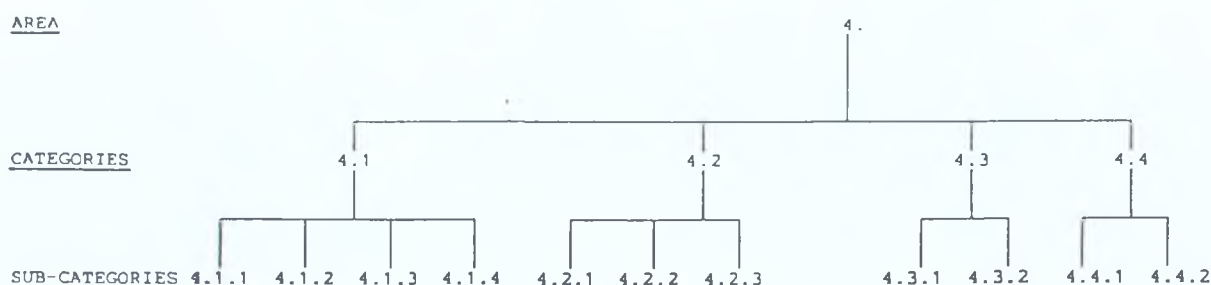 AREA 4.
CATEGORIES 4.1 4.2 4.3 4.4
SUB-CATEGORIES 4.1.1 4.1.2 4.1.3 4.1.4 4.2.1 4.2.2 4.2.3 4.3.1 4.3.2 4.4.1 4.4.2